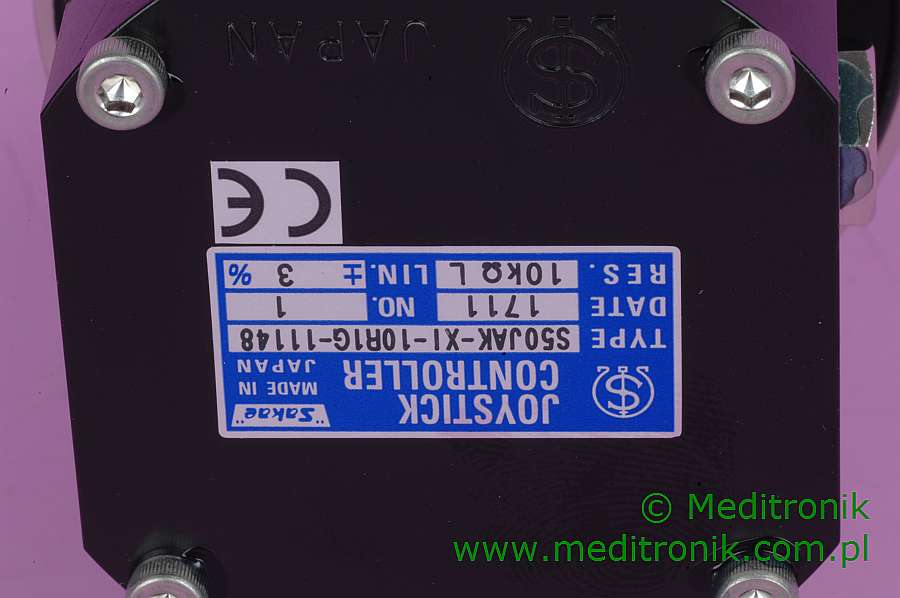 JOYSTICK
CONTROLLER
"Sakae"
MADE IN
JAPAN
TYPE S50JAK-XI-10R1G-11148
DATE 1711 NO. 1
RES. 10kΩ L LIN. ± 3 %
CE
JAPAN
© Meditronik
www.meditronik.com.pl